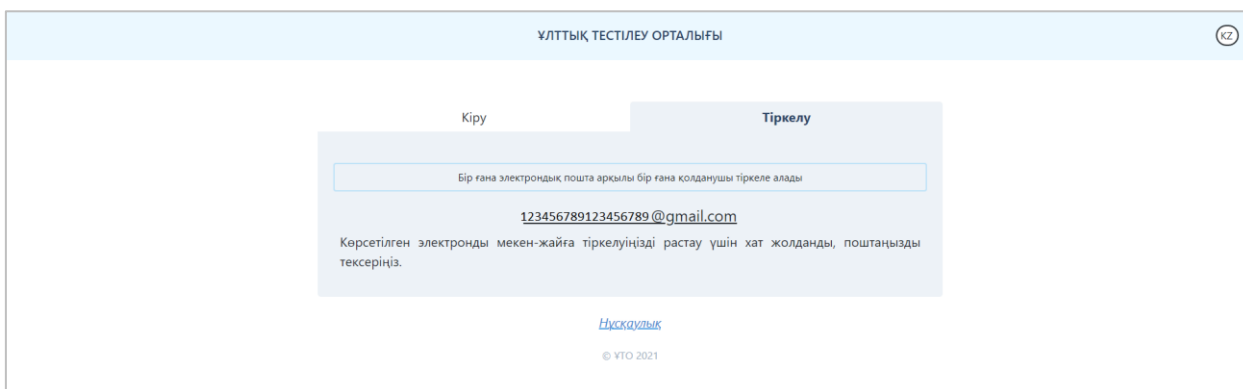 ҰЛТТЫҚ ТЕСТІЛЕУ ОРТАЛЫҒЫ
KZ
Кіру
Тіркелу
Бір ғана электрондық пошта арқылы бір ғана қолданушы тіркеле алады
123456789123456789@gmail.com
Көрсетілген электронды мекен-жайға тіркелуіңізді растау үшін хат жолданды, поштаңызды
тексеріңіз.
Нұсқаулық
© ҰТО 2021